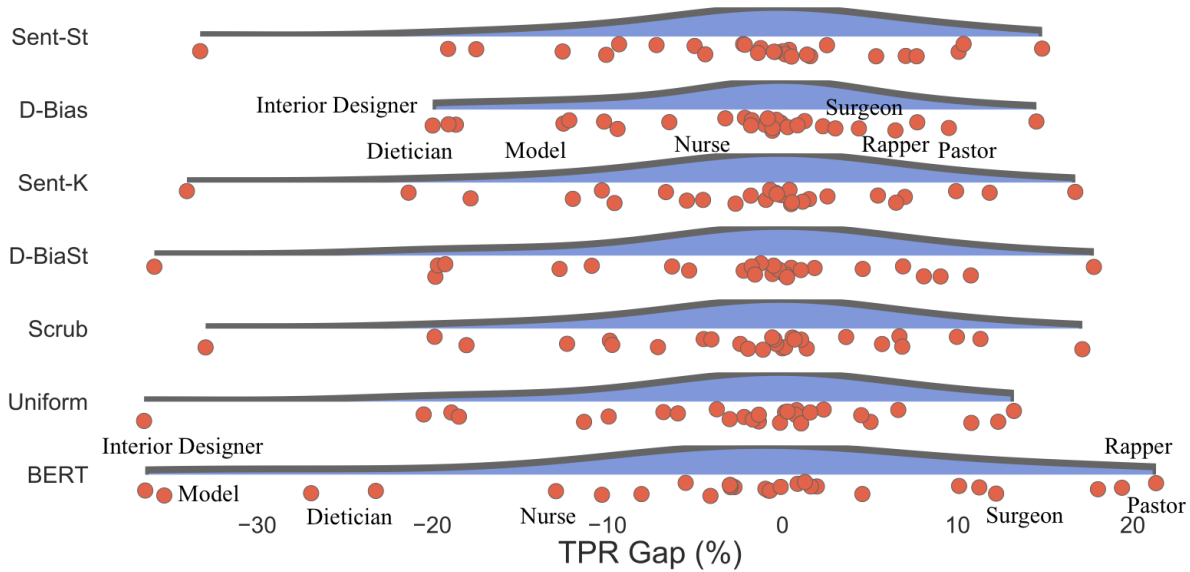 Sent-St
Interior Designer
D-Bias
Surgeon
Dietician
Model
Nurse
Rapper
Pastor
Sent-K
D-BiaSt
Scrub
Uniform
Interior Designer
Rapper
BERT
Model
Dietician
Nurse
Surgeon
Pastor
−30 −20 −10 0 10 20
TPR Gap (%)